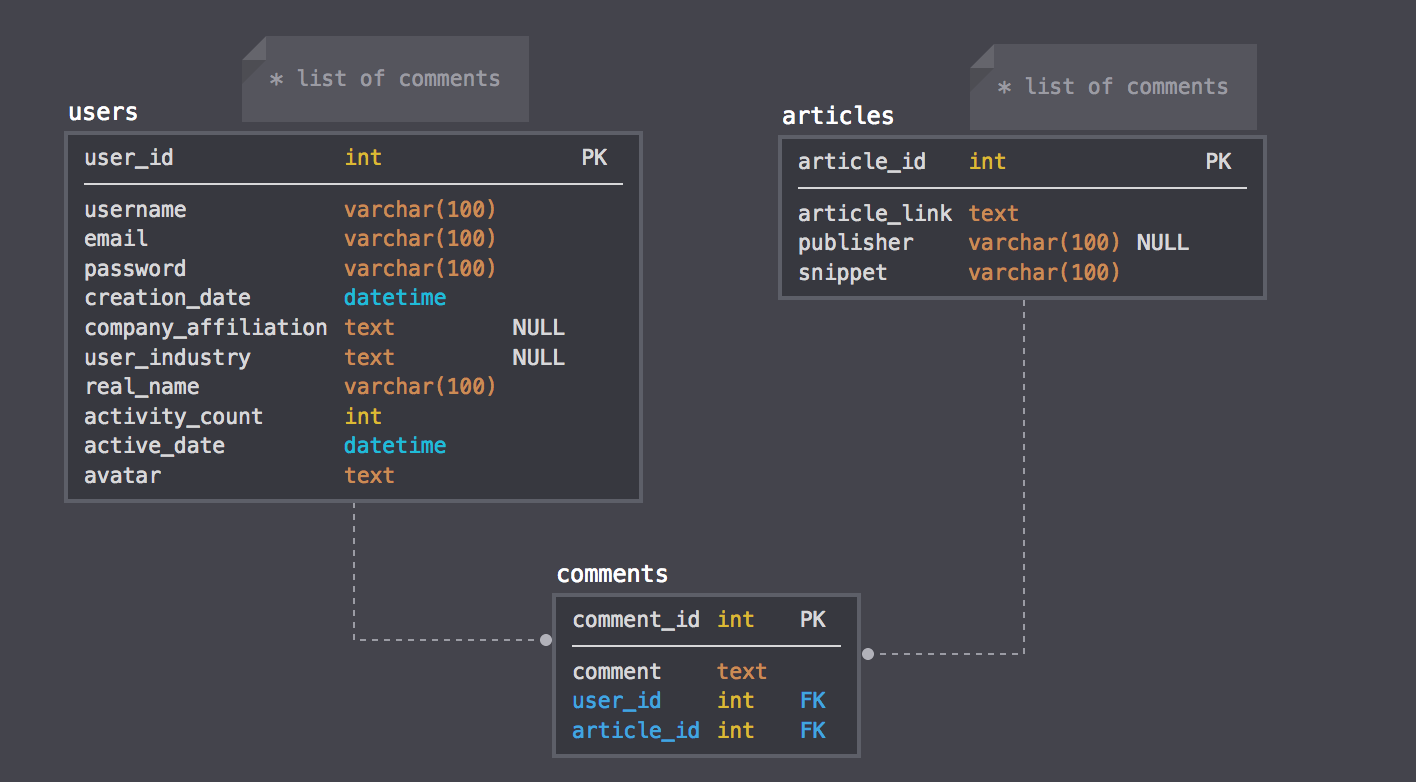 * list of comments
users
user_id int PK
username varchar(100)
email varchar(100)
password varchar(100)
creation_date datetime
company_affiliation text NULL
user_industry text NULL
real_name varchar(100)
activity_count int
active_date datetime
avatar text
* list of comments
articles
article_id int PK
article_link text
publisher varchar(100) NULL
snippet varchar(100)
comments
comment_id int PK
comment text
user_id int FK
article_id int FK